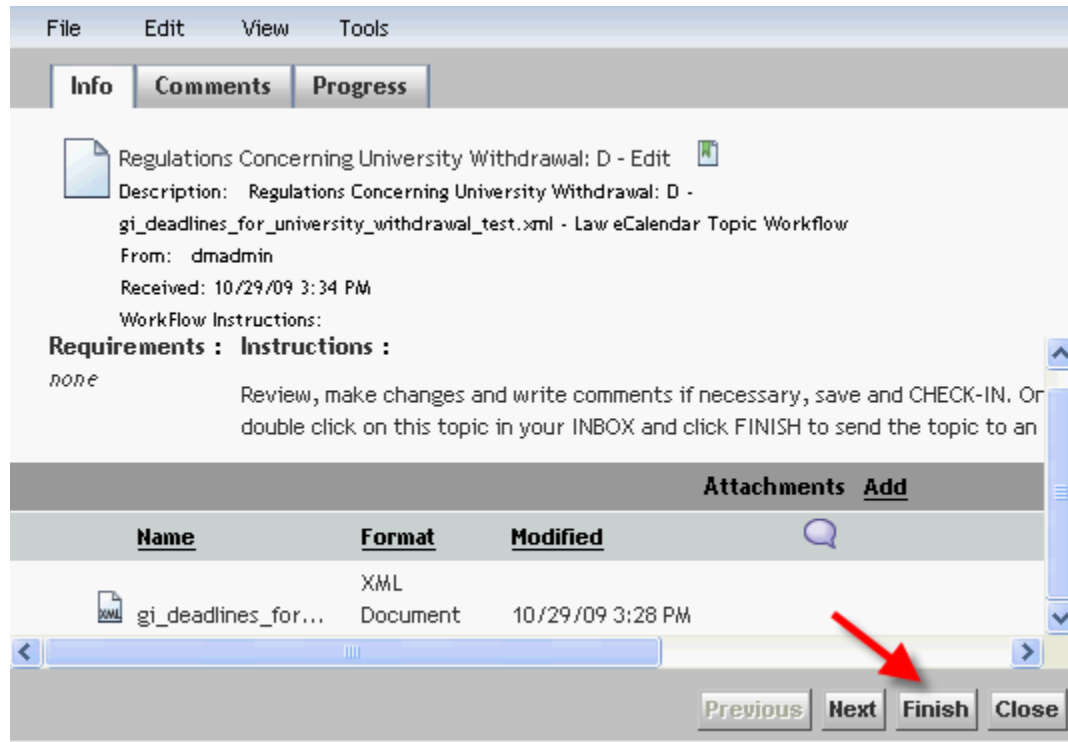 File Edit View Tools
Info Comments Progress
Regulations Concerning University Withdrawal: D - Edit
Description: Regulations Concerning University Withdrawal: D -
gi_deadlines_for_university_withdrawal_test.xml - Law eCalendar Topic Workflow
From: dmadmin
Received: 10/29/09 3:34 PM
WorkFlow Instructions:
Requirements : Instructions :
none
Review, make changes and write comments if necessary, save and CHECK-IN. Or
double click on this topic in your INBOX and click FINISH to send the topic to an
Attachments Add
Name Format Modified
XML
XML gi_deadlines_for... Document 10/29/09 3:28 PM
Previous Next Finish Close